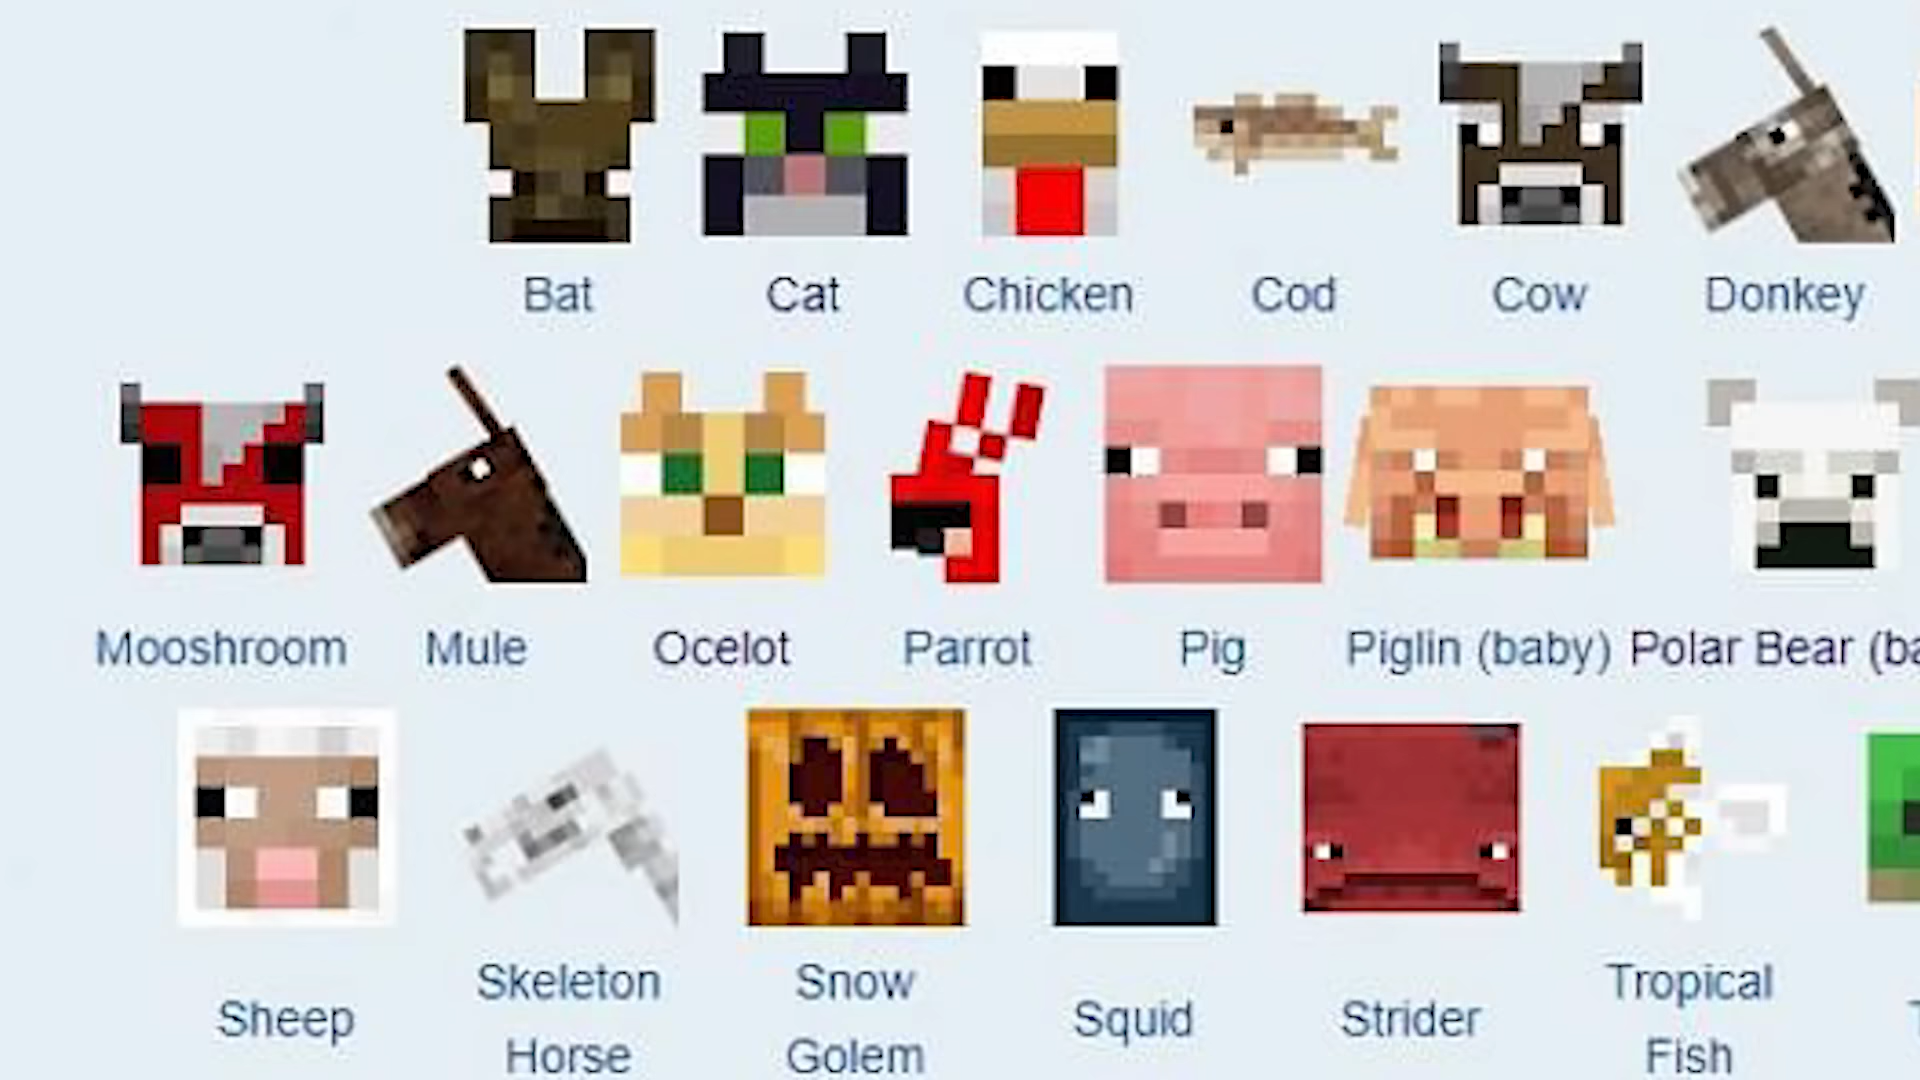 Bat Cat Chicken Cod Cow Donkey
Mooshroom Mule Ocelot Parrot Pig Piglin (baby) Polar Bear (ba
Sheep Skeleton Horse Snow Golem Squid Strider Tropical Fish